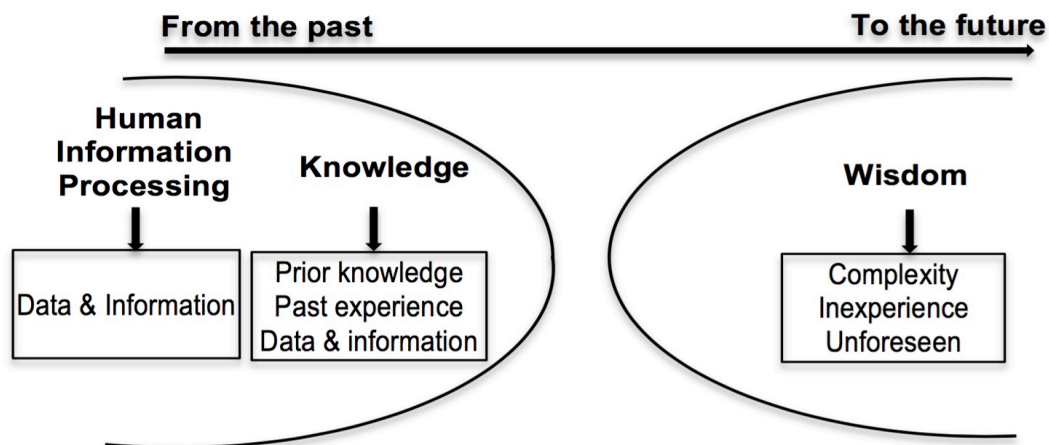 From the past
To the future
Human
Information
Processing
Data & Information
Knowledge
Prior knowledge
Past experience
Data & information
Wisdom
Complexity
Inexperience
Unforeseen